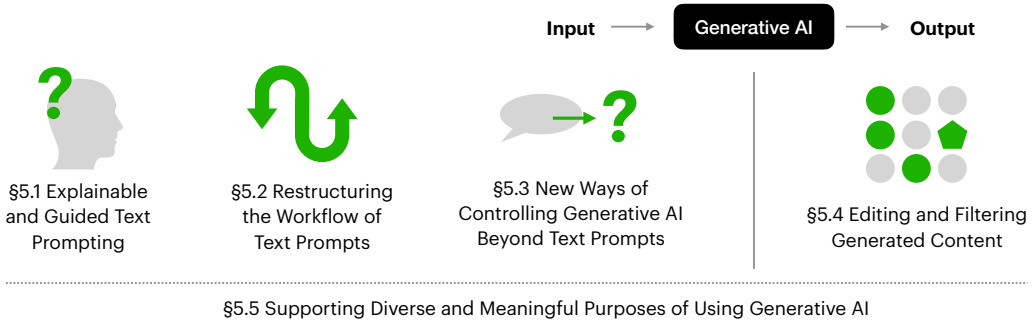 Input Generative AI Output
?
?
§5.1 Explainable
and Guided Text
Prompting
§5.2 Restructuring
the Workflow of
Text Prompts
§5.3 New Ways of
Controlling Generative AI
Beyond Text Prompts
§5.4 Editing and Filtering
Generated Content
§5.5 Supporting Diverse and Meaningful Purposes of Using Generative AI